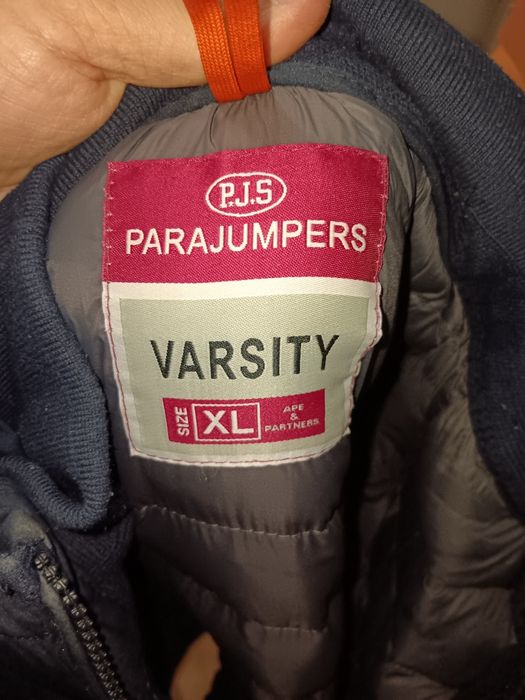 P.J.S
PARAJUMPERS
VARSITY
SIZE XL APE
&
PARTNERS